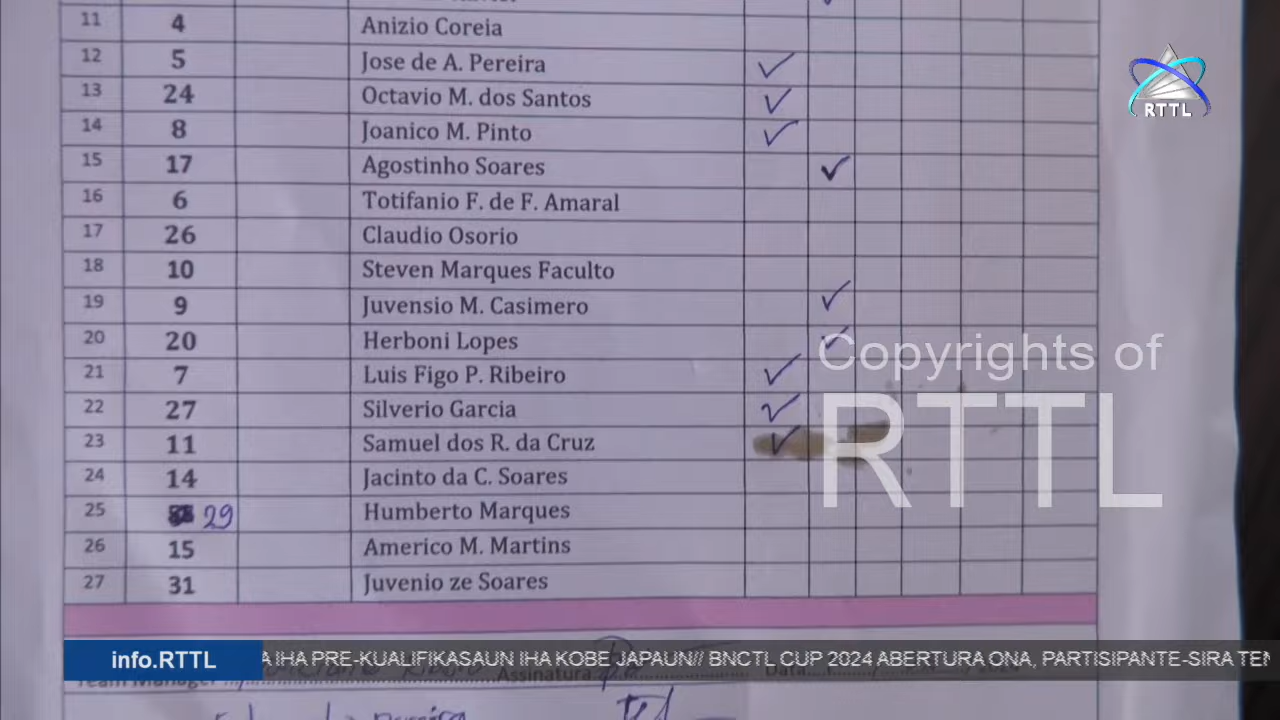 11 4 Anizio Coreia
12 5 Jose de A. Pereira
RTTL
13 24 Octavio M. dos Santos
14 8 Joanico M. Pinto
15 17 Agostinho Soares
16 6 Totifanio F. de F. Amaral
17 26 Claudio Osorio
18 10 Steven Marques Faculto
19 9 Juvensio M. Casimero
20 20 Herboni Lopes
Copyrights of
RTTL
21 7 Luis Figo P. Ribeiro
22 27 Silverio Garcia
23 11 Samuel dos R. da Cruz
24 14 Jacinto da C. Soares
25 29 Humberto Marques
26 15 Americo M. Martins
27 31 Juvenio ze Soares
info.RTTL A IHA PRE-KUALIFIKASAUN IHA KOBE JAPAUN// BNCTL CUP 2024 ABERTURA ONA, PARTISIPANTE-SIRA TEN
Team Manager Assinatura Data